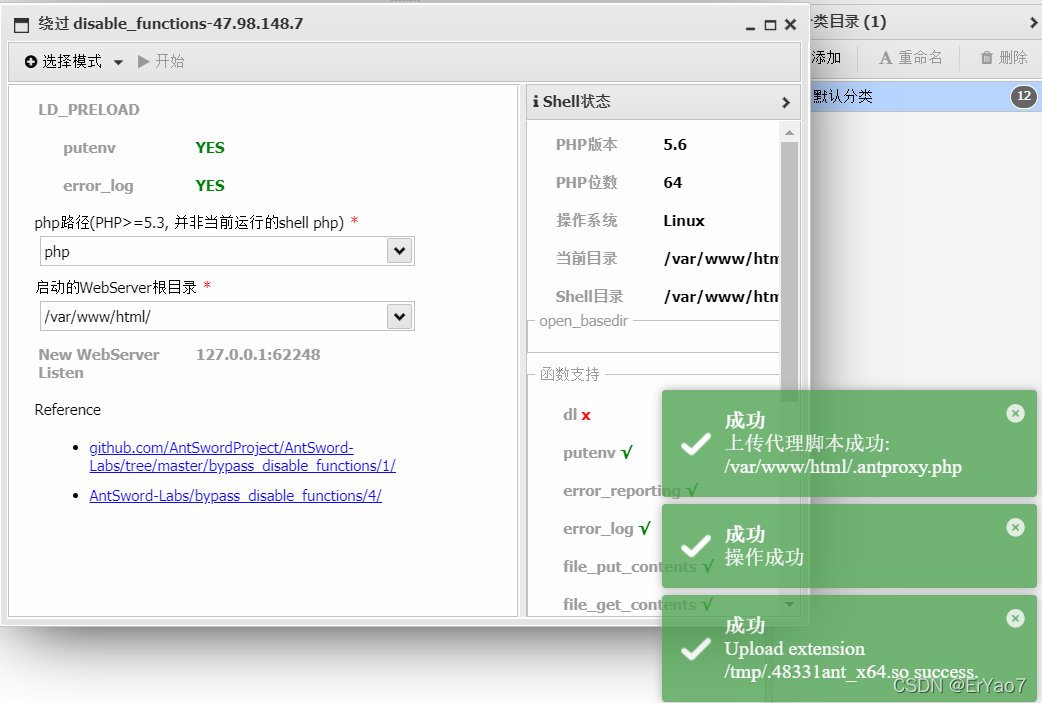 绕过 disable_functions-47.98.148.7
选择模式 开始
LD_PRELOAD
putenv YES
error_log YES
php路径(PHP>=5.3, 并非当前运行的shell php) *
php
启动的WebServer根目录 *
/var/www/html/
New WebServer Listen 127.0.0.1:62248
Reference
github.com/AntSwordProject/AntSword-
Labs/tree/master/bypass_disable_functions/1/
AntSword-Labs/bypass_disable_functions/4/
Shell状态
PHP版本 5.6
PHP位数 64
操作系统 Linux
当前目录 /var/www/htm
Shell目录 /var/www/htm
open_basedir
函数支持
dl x
putenv √
error_reporting √
error_log √
file_put_contents √
file_get_contents √
类目录 (1)
添加 重命名 删除
默认分类 12
成功
上传代理脚本成功:
/var/www/html/.antproxy.php
成功
操作成功
成功
Upload extension
/tmp/.48331ant_x64.so success.
CSDN @ErYao7